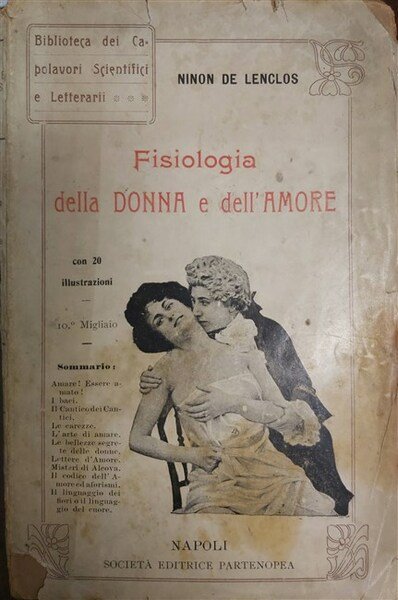 Biblioteca dei Ca-
polavori Scientifici
e Letterarii
NINON DE LENCLOS
Fisiologia
della DONNA e dell'AMORE
con 20
illustrazioni
10.º Migliaio
Sommario:
Amare! Essere a-
mato!
I baci.
Il Cantico dei Can-
tici.
Le carezze.
L'arte di amare.
Le bellezze segre-
te delle donne.
Lettere d'Amore.
Misteri di Alcova.
Il codice dell'A-
more ed aforismi.
Il linguaggio dei
fiori o il linguag-
gio del cuore.
NAPOLI
SOCIETÀ EDITRICE PARTENOPEA